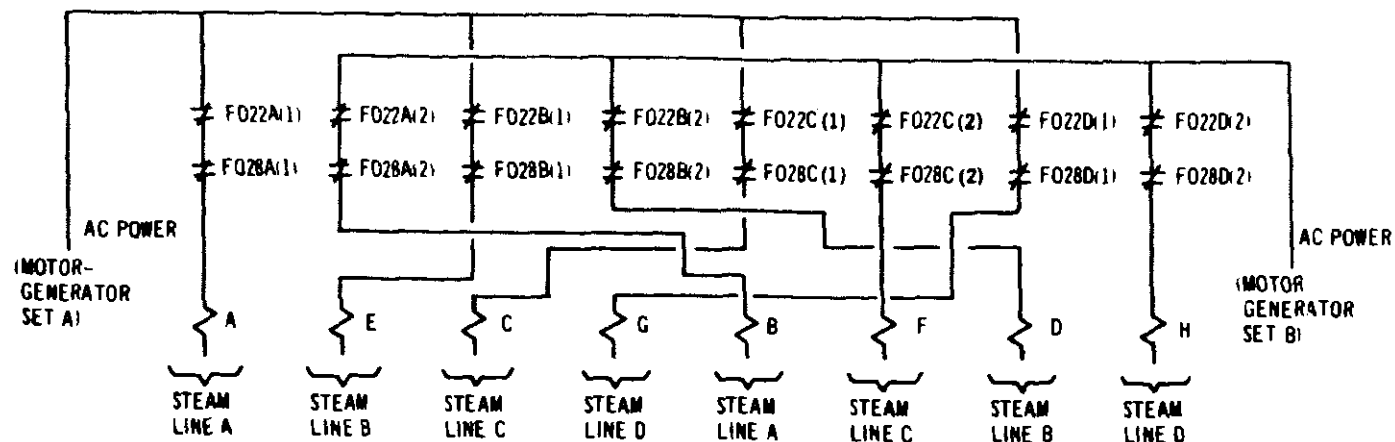 F022A(1) F022A(2) F022B(1) F022B(2) F022C(1) F022C(2) F022D(1) F022D(2)
F028A(1) F028A(2) F028B(1) F028B(2) F028C(1) F028C(2) F028D(1) F028D(2)
AC POWER
(MOTOR-
GENERATOR
SET A)
AC POWER
(MOTOR
GENERATOR
SET B)
A E C G B F D H
STEAM
LINE A
STEAM
LINE B
STEAM
LINE C
STEAM
LINE D
STEAM
LINE A
STEAM
LINE C
STEAM
LINE B
STEAM
LINE D